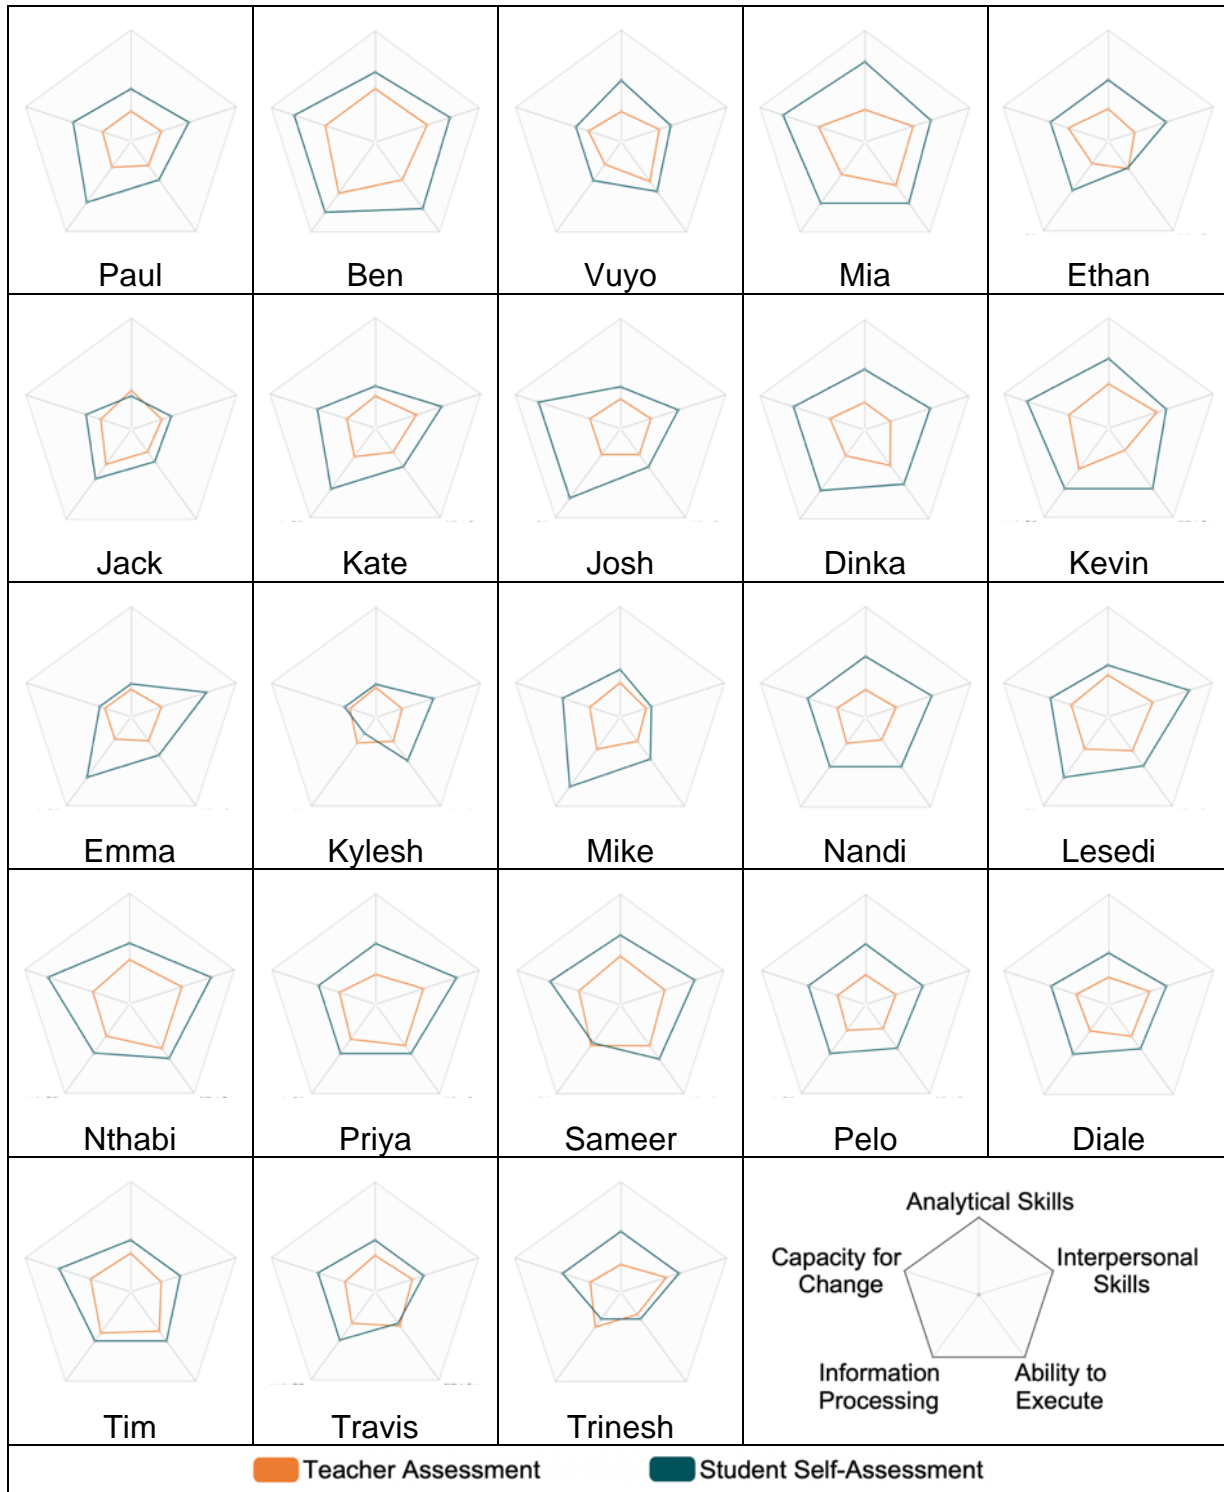 Paul
Ben
Vuyo
Mia
Ethan
Jack
Kate
Josh
Dinka
Kevin
Emma
Kylesh
Mike
Nandi
Lesedi
Nthabi
Priya
Sameer
Pelo
Diale
Tim
Travis
Trinesh
Analytical Skills
Capacity for
Change
Interpersonal
Skills
Information
Processing
Ability to
Execute
Teacher Assessment
Student Self-Assessment